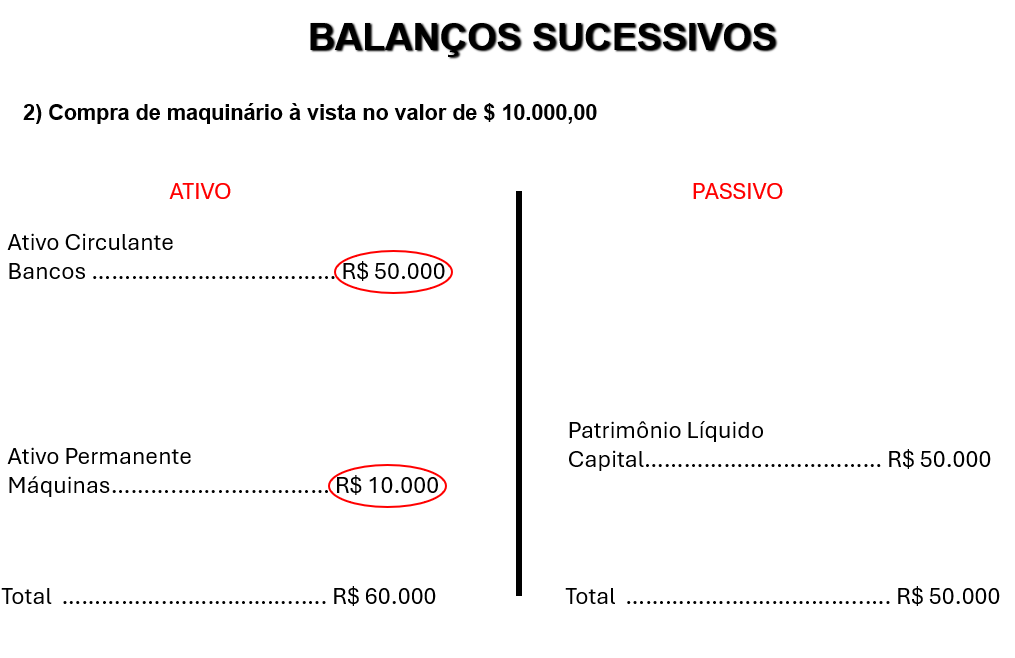 BALANÇOS SUCESSIVOS
2) Compra de maquinário à vista no valor de $ 10.000,00
ATIVO
Ativo Circulante
Bancos ..................................... R$ 50.000
Ativo Permanente
Máquinas................................. R$ 10.000
Total ........................................ R$ 60.000
PASSIVO
Patrimônio Líquido
Capital.................................... R$ 50.000
Total ........................................ R$ 50.000